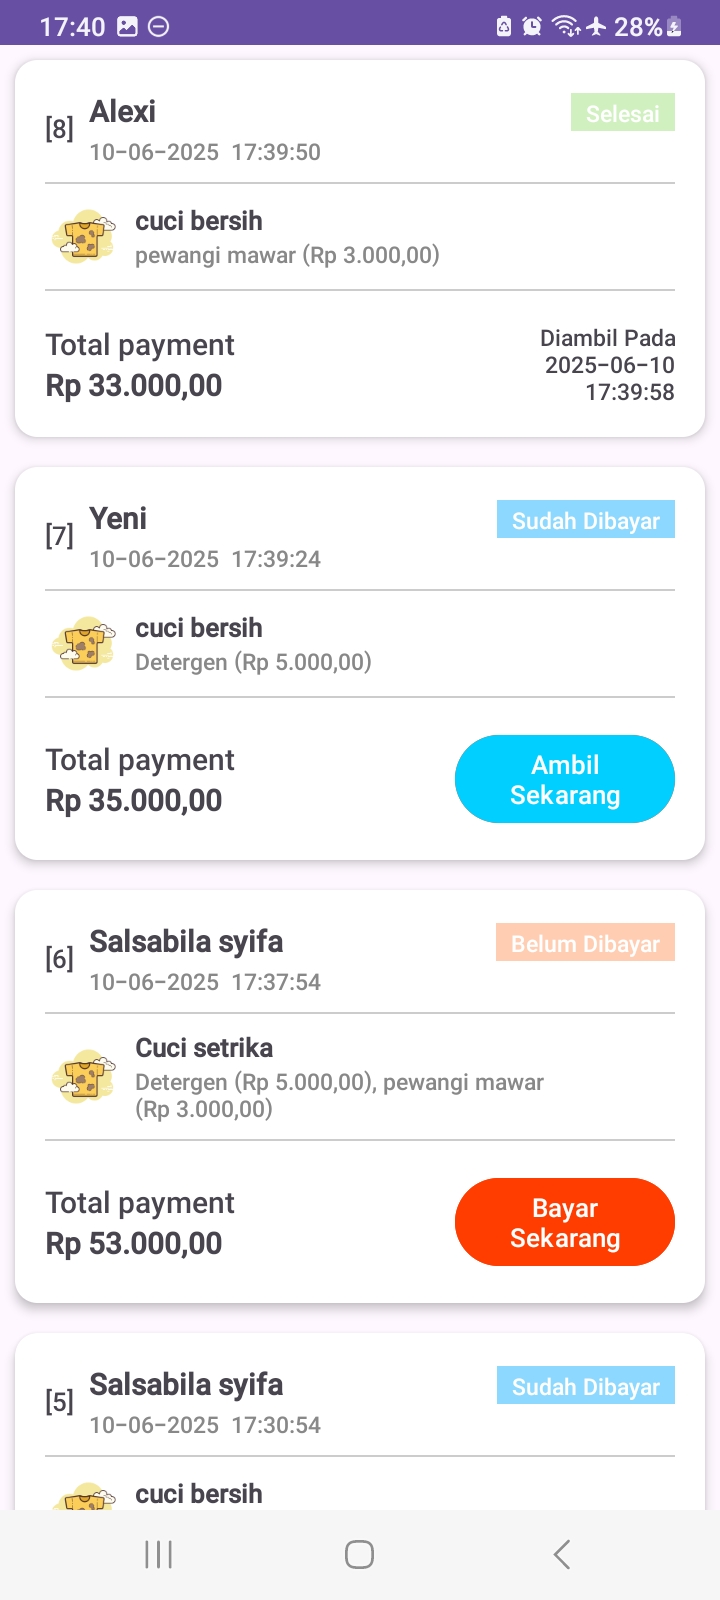 17:40
28%
[8]
Alexi
Selesai
10-06-2025 17:39:50
cuci bersih
pewangi mawar (Rp 3.000,00)
Total payment
Rp 33.000,00
Diambil Pada
2025-06-10
17:39:58
[7]
Yeni
Sudah Dibayar
10-06-2025 17:39:24
cuci bersih
Detergen (Rp 5.000,00)
Total payment
Rp 35.000,00
Ambil
Sekarang
[6]
Salsabila syifa
Belum Dibayar
10-06-2025 17:37:54
Cuci setrika
Detergen (Rp 5.000,00), pewangi mawar
(Rp 3.000,00)
Total payment
Rp 53.000,00
Bayar
Sekarang
[5]
Salsabila syifa
Sudah Dibayar
10-06-2025 17:30:54
cuci bersih